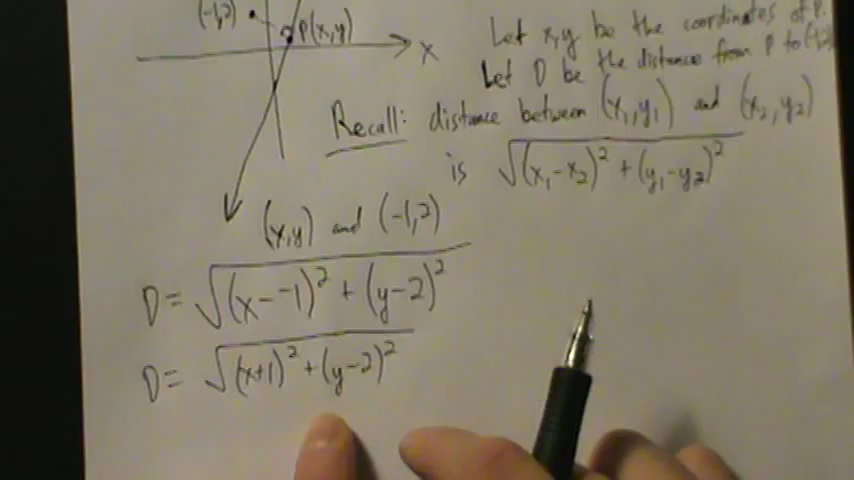 (-1,2)
P(x,y)
x
Let x,y be the coordinates of P.
Let D be the distance from P to (-1,2)
Recall: distance between (x₁,y₁) and (x₂,y₂)
is √(x₁-x₂)² + (y₁-y₂)²
(x,y) and (-1,2)
D = √(x--1)² + (y-2)²
D = √(x+1)² + (y-2)²